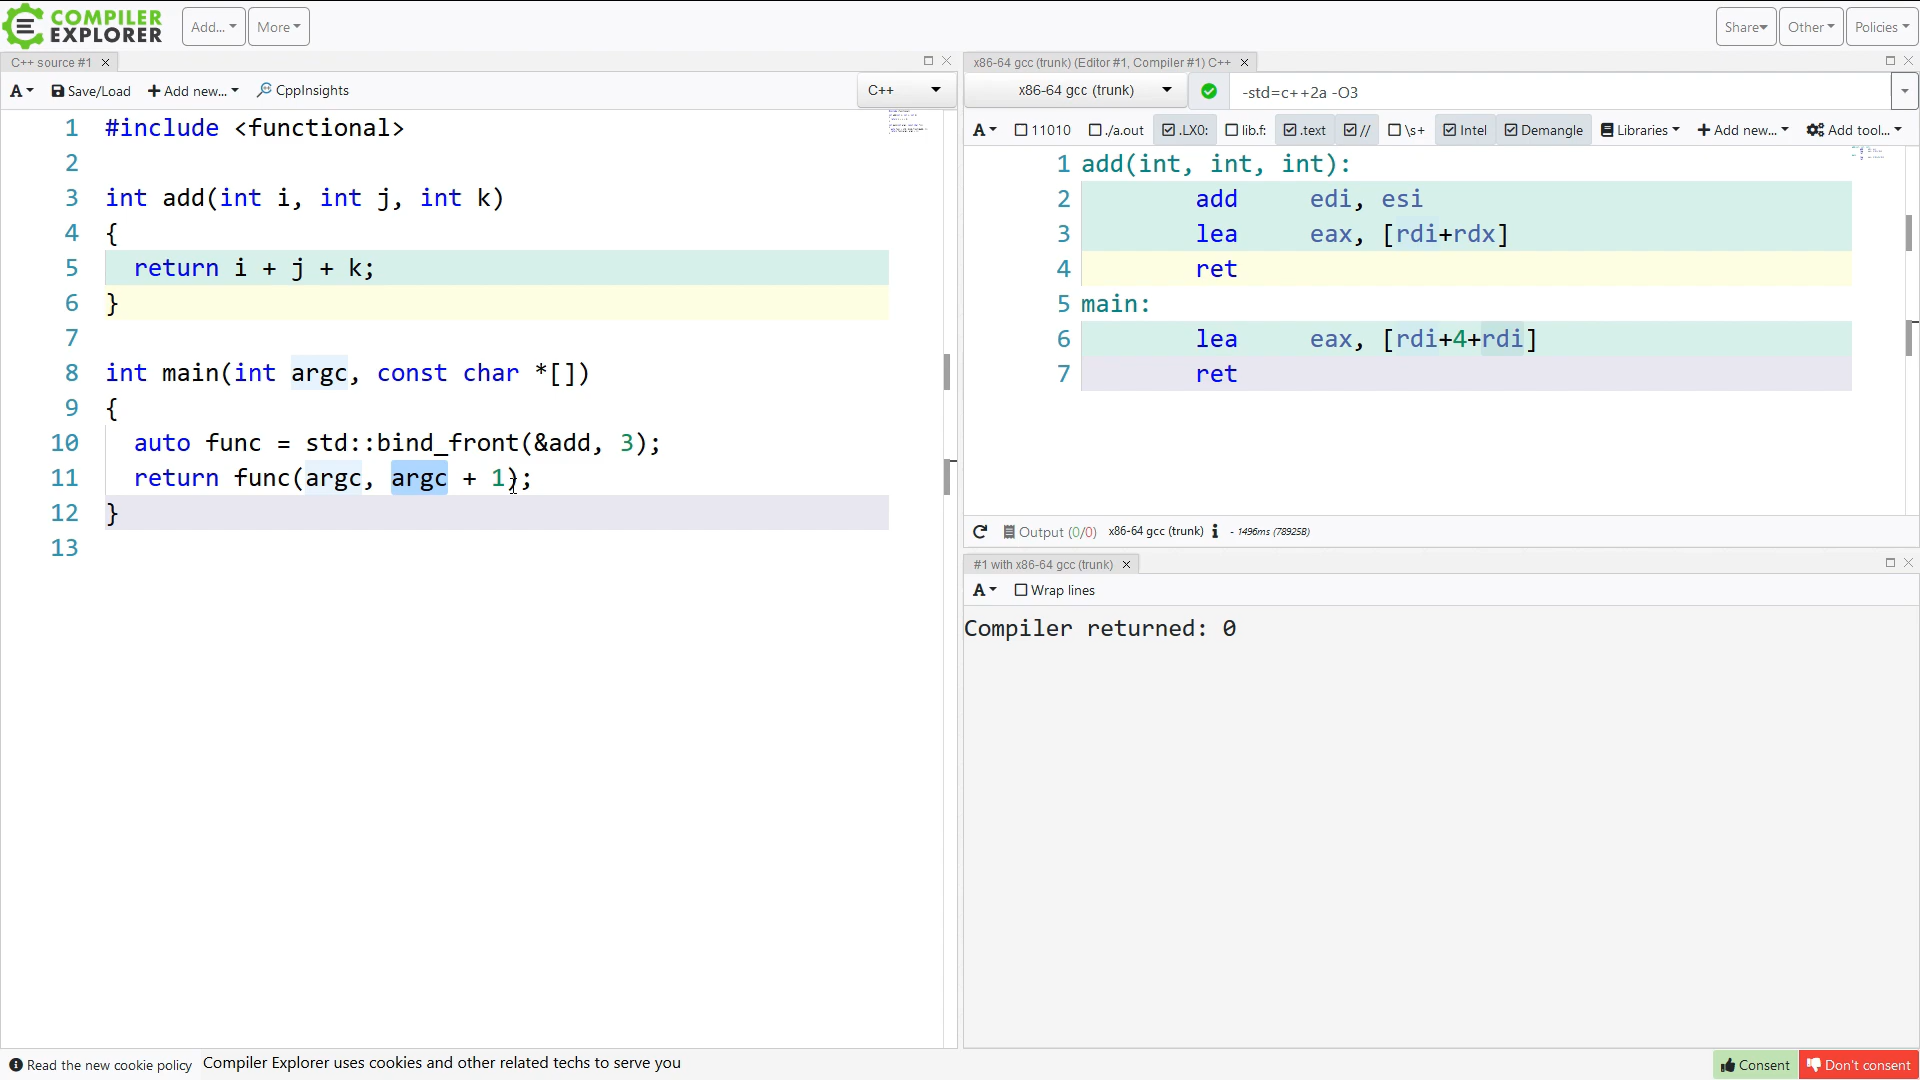 COMPILER
EXPLORER
Add...
More
Share
Other
Policies
C++ source #1
A
Save/Load
Add new...
CppInsights
C++
1 #include <functional>
2
3 int add(int i, int j, int k)
4 {
5 return i + j + k;
6 }
7
8 int main(int argc, const char *[])
9 {
10 auto func = std::bind_front(&add, 3);
11 return func(argc, argc + 1);
12 }
13
x86-64 gcc (trunk) (Editor #1, Compiler #1) C++
x86-64 gcc (trunk)
-std=c++2a -O3
A
11010
./a.out
.LX0:
lib.f:
.text
//
\s+
Intel
Demangle
Libraries
Add new...
Add tool...
1 add(int, int, int):
2 add edi, esi
3 lea eax, [rdi+rdx]
4 ret
5 main:
6 lea eax, [rdi+4+rdi]
7 ret
Output (0/0) x86-64 gcc (trunk) i - 1496ms (78925B)
#1 with x86-64 gcc (trunk)
A
Wrap lines
Compiler returned: 0
Read the new cookie policy
Compiler Explorer uses cookies and other related techs to serve you
Consent
Don't consent